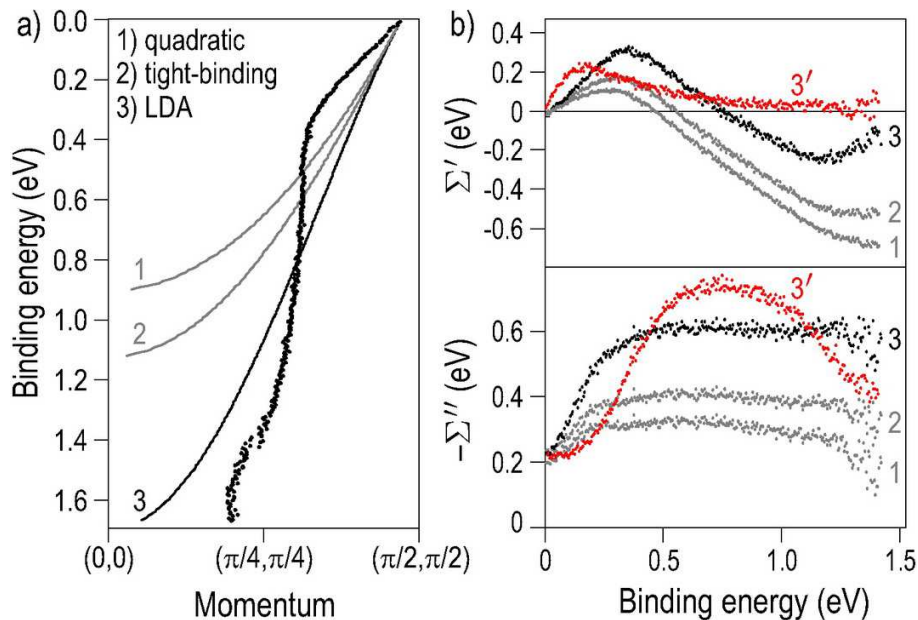 a)
1) quadratic
2) tight-binding
3) LDA
0.0
0.2
0.4
0.6
0.8
1.0
1.2
1.4
1.6
Binding energy (eV)
1
2
3
(0,0)
(π/4,π/4)
(π/2,π/2)
Momentum
b)
0.4
0.2
0
-0.2
-0.4
-0.6
Σ′ (eV)
3′
3
2
1
0.6
0.4
0.2
0
-Σ″ (eV)
3′
3
2
1
0
0.5
1.0
1.5
Binding energy (eV)